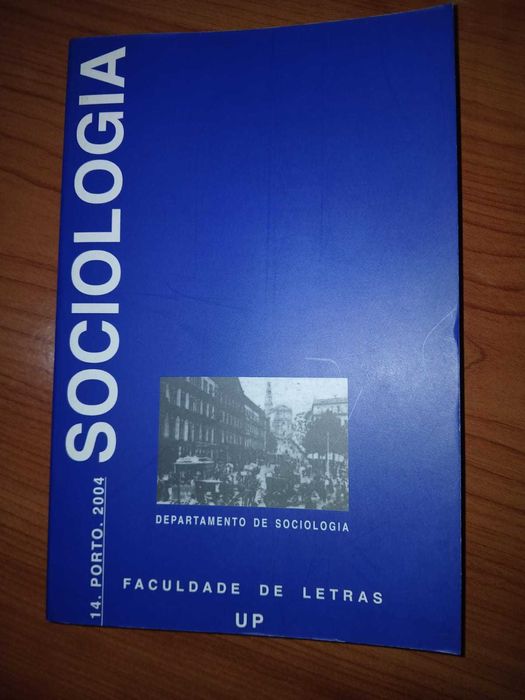 SOCIOLOGIA
14. PORTO. 2004
DEPARTAMENTO DE SOCIOLOGIA
FACULDADE DE LETRAS
UP